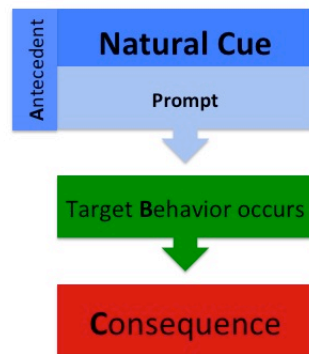 Antecedent
Natural Cue
Prompt
Target Behavior occurs
Consequence